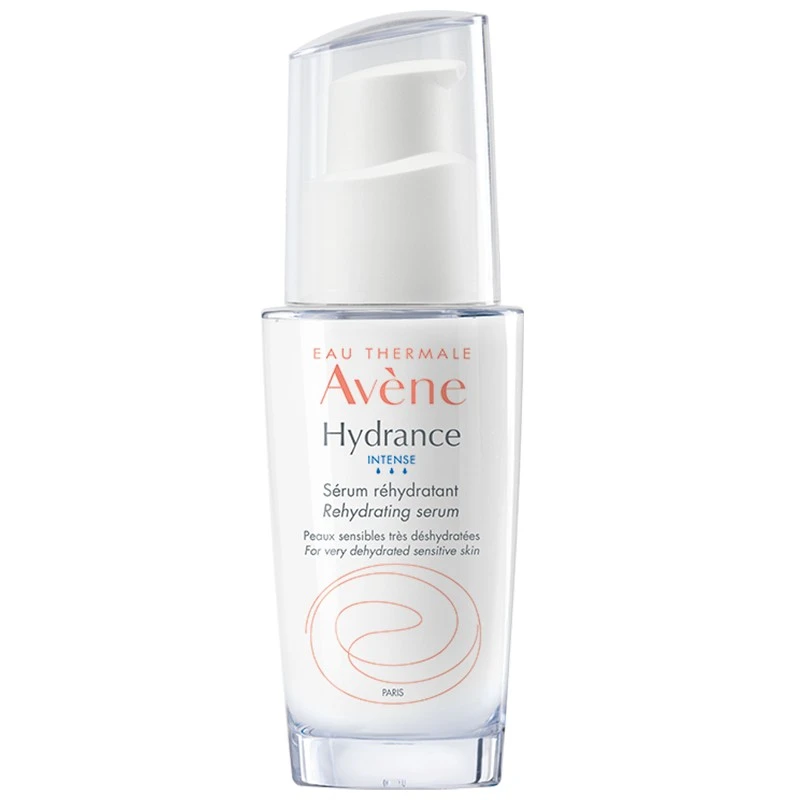 EAU THERMALE
Avène
Hydrance
INTENSE
Sérum réhydratant
Rehydrating serum
Peaux sensibles très déshydratées
For very dehydrated sensitive skin
PARIS